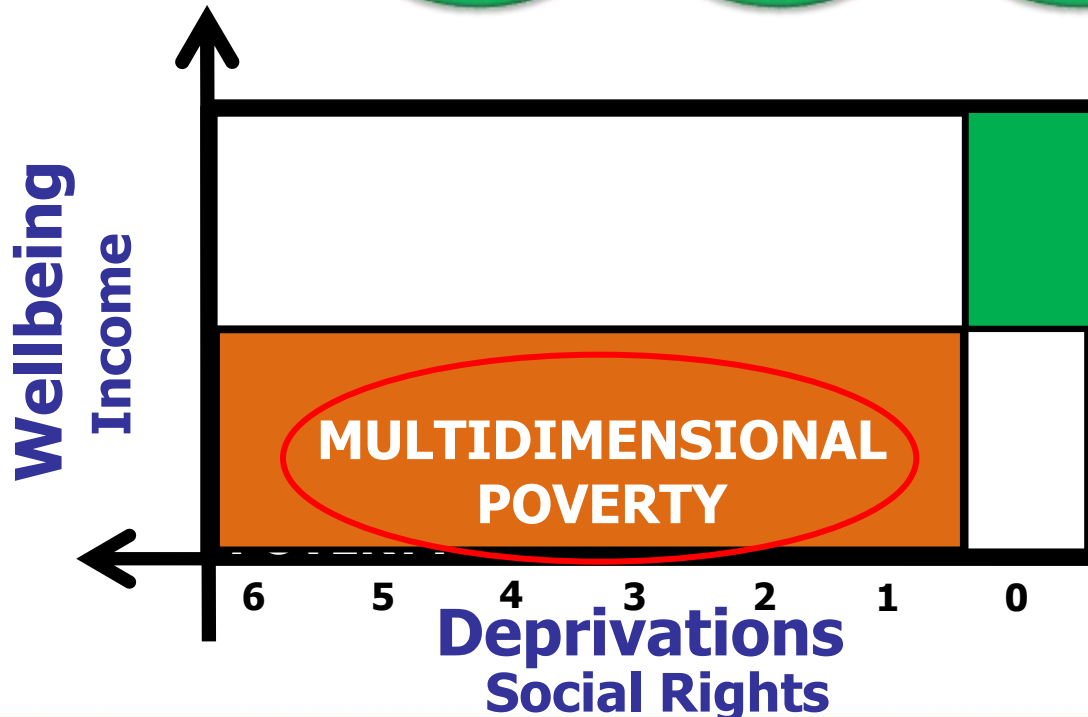 Wellbeing
Income
MULTIDIMENSIONAL
POVERTY
6 5 4 3 2 1 0
Deprivations
Social Rights